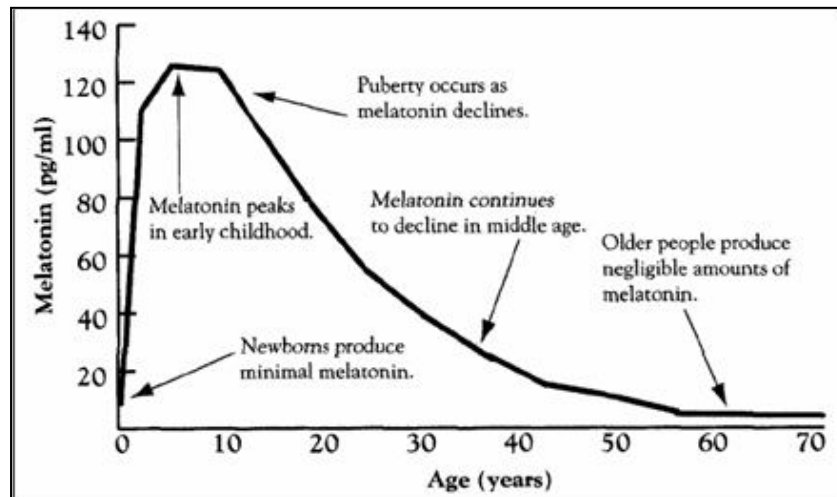 140
120
100
80
60
40
20
Melatonin (pg/ml)
Puberty occurs as
melatonin declines.
Melatonin peaks
in early childhood.
Melatonin continues
to decline in middle age.
Older people produce
negligible amounts of
melatonin.
Newborns produce
minimal melatonin.
0 10 20 30 40 50 60 70
Age (years)